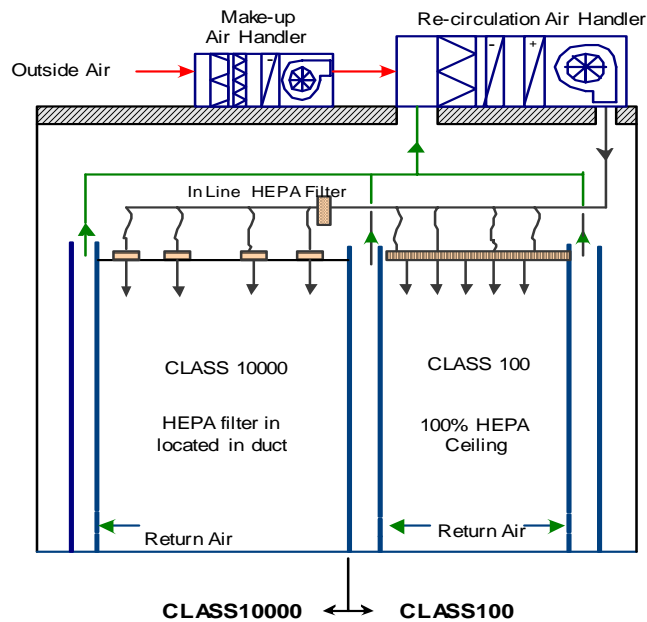 Make-up
Air Handler
Re-circulation Air Handler
Outside Air
-
-
+
In Line HEPA Filter
CLASS 10000
HEPA filter in
located in duct
CLASS 100
100% HEPA
Ceiling
Return Air
Return Air
CLASS10000
CLASS100